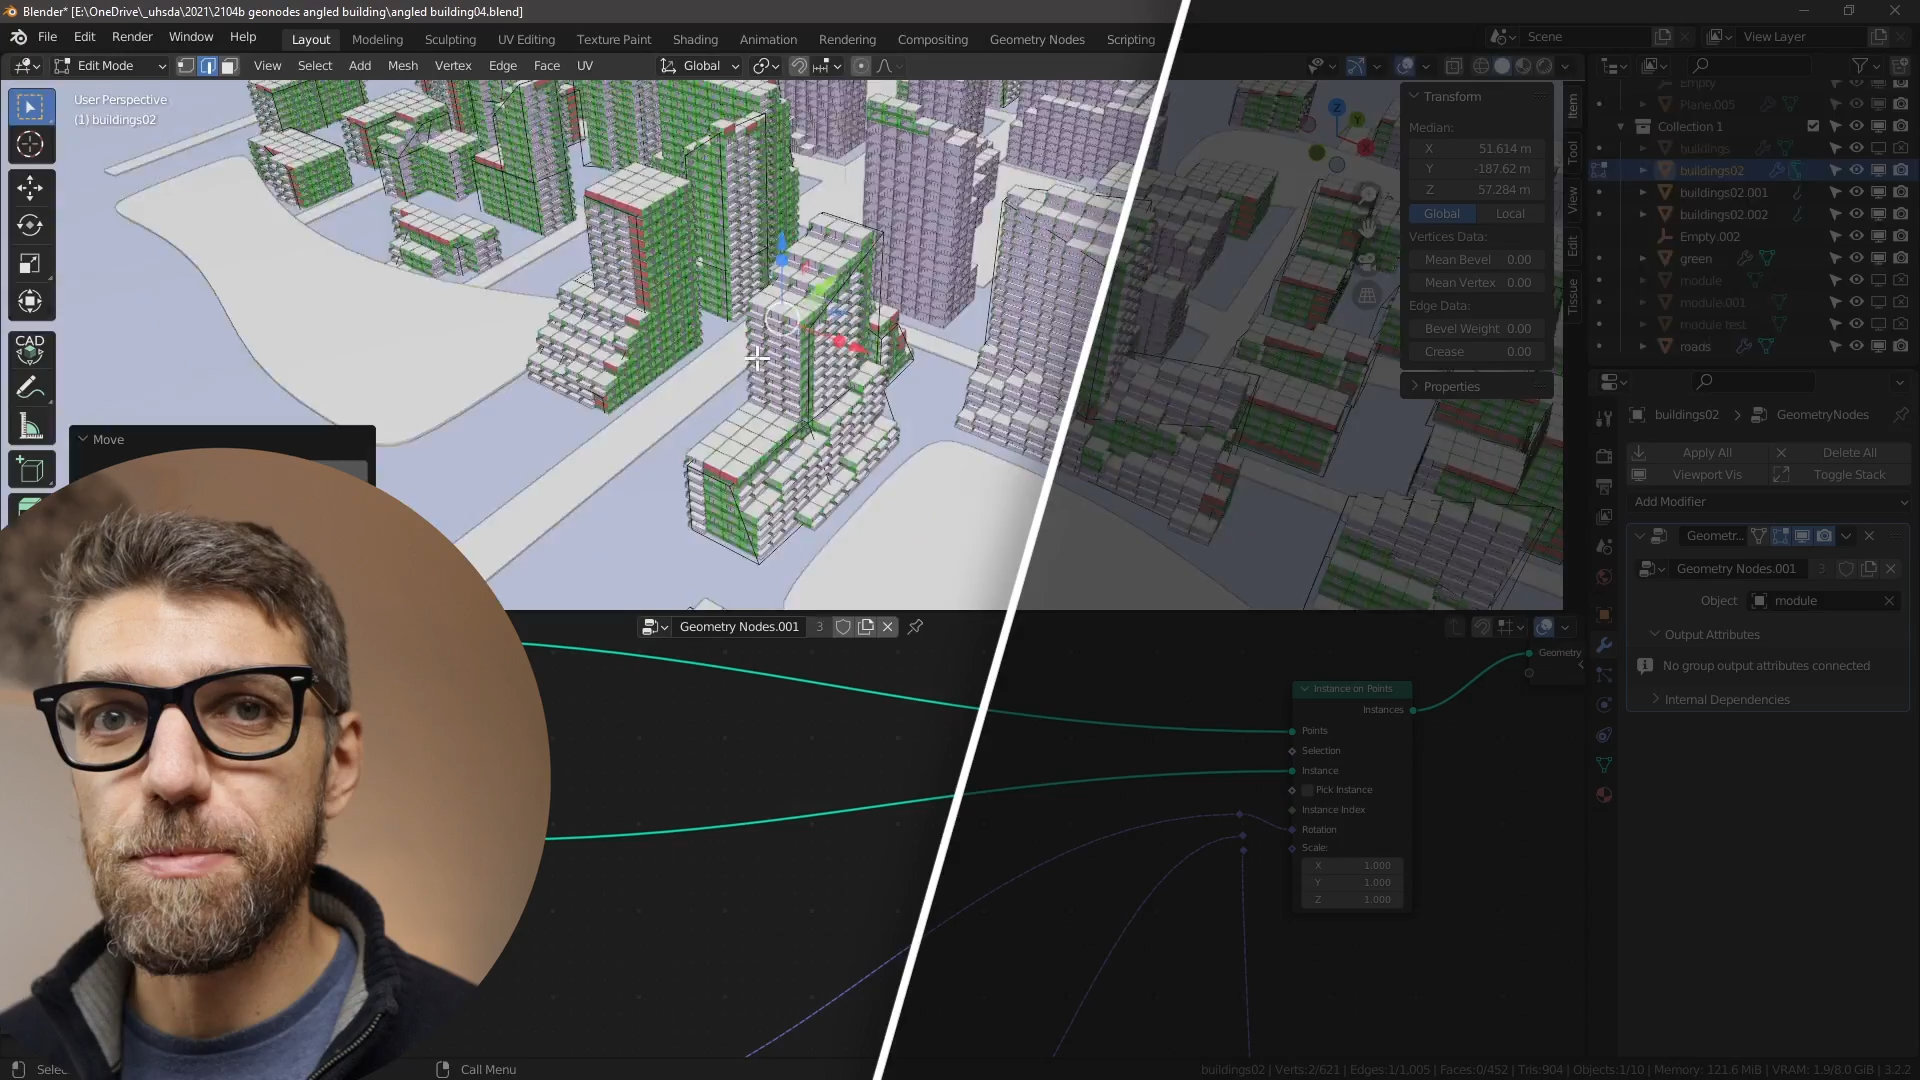 Blender* [E:\OneDrive\_uhsda\2021\2104b geonodes angled building\angled building04.blend]
File Edit Render Window Help
Layout Modeling Sculpting UV Editing Texture Paint Shading Animation Rendering Compositing Geometry Nodes Scripting
Scene
View Layer
Edit Mode
View Select Add Mesh Vertex Edge Face UV
Global
User Perspective
(1) buildings02
CAD
Move
Z
Y
X
Transform
Median:
X 51.614 m
Y -187.62 m
Z 57.284 m
Global Local
Vertices Data:
Mean Bevel 0.00
Mean Vertex 0.00
Edge Data:
Bevel Weight 0.00
Crease 0.00
Properties
Item
Tool
View
Edit
Tissue
Empty
Plane.005
Collection 1
buildings
buildings02
buildings02.001
buildings02.002
Empty.002
green
module
module.001
module test
roads
buildings02 > GeometryNodes
Apply All Delete All
Viewport Vis Toggle Stack
Add Modifier
Geometr...
Geometry Nodes.001 3
Object module
Output Attributes
No group output attributes connected
Internal Dependencies
Geometry Nodes.001 3
Geometry
Instance on Points
Instances
Points
Selection
Instance
Pick Instance
Instance Index
Rotation
Scale:
X 1.000
Y 1.000
Z 1.000
Selec
Call Menu
buildings02 | Verts:2/621 | Edges:1/1,005 | Faces:0/452 | Tris:904 | Objects:1/10 | Memory: 121.6 MiB | VRAM: 1.9/8.0 GiB | 3.2.2